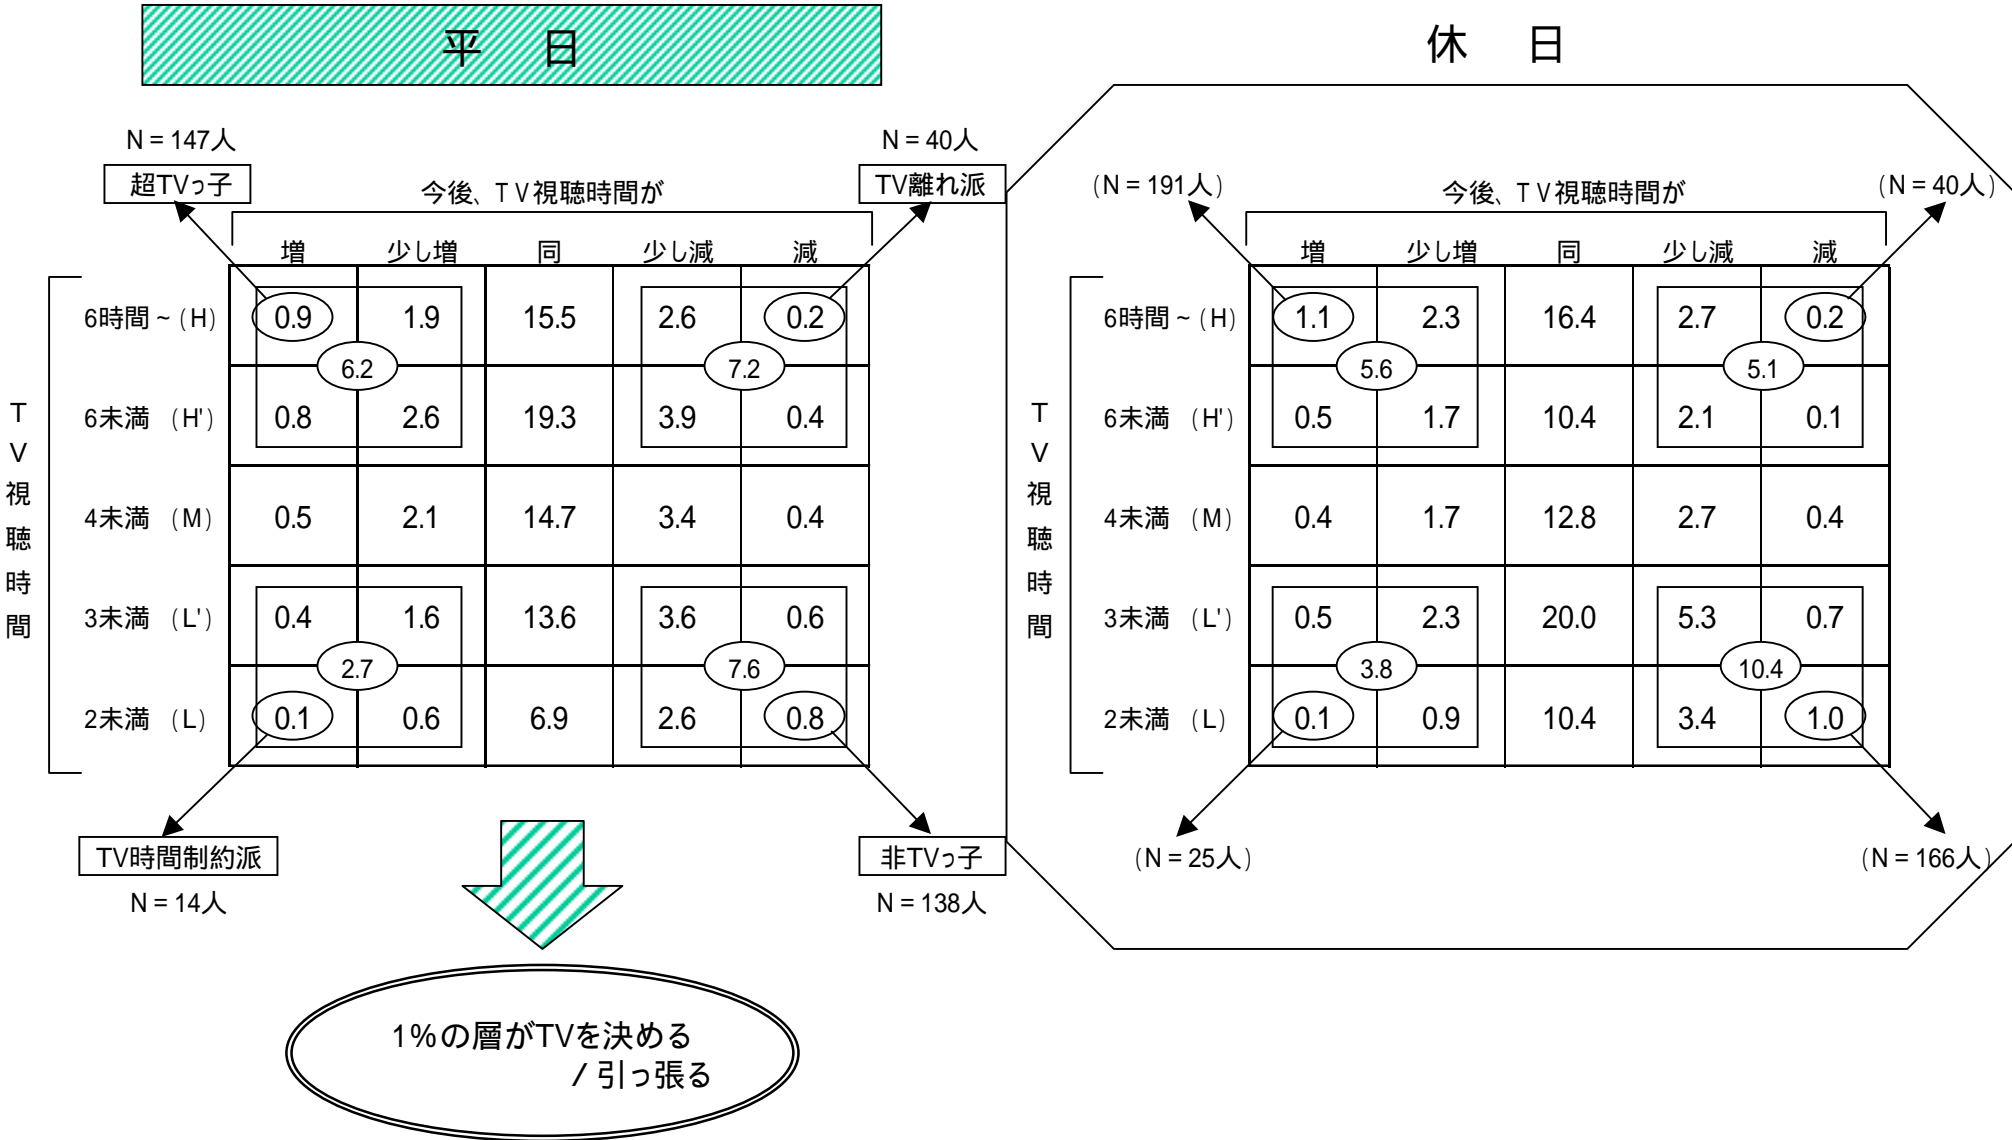 平 日
N = 147人
超TVっ子
N = 40人
TV離れ派
今後、TV視聴時間が
増 少し増 同 少し減 減
TV視聴時間
6時間~(H) 0.9 1.9 15.5 2.6 0.2
6.2 7.2
6未満 (H') 0.8 2.6 19.3 3.9 0.4
4未満 (M) 0.5 2.1 14.7 3.4 0.4
3未満 (L') 0.4 1.6 13.6 3.6 0.6
2.7 7.6
2未満 (L) 0.1 0.6 6.9 2.6 0.8
TV時間制約派
N = 14人
非TVっ子
N = 138人
1%の層がTVを決める
/引っ張る
休 日
(N = 191人)
(N = 40人)
今後、TV視聴時間が
増 少し増 同 少し減 減
TV視聴時間
6時間~(H) 1.1 2.3 16.4 2.7 0.2
5.6 5.1
6未満 (H') 0.5 1.7 10.4 2.1 0.1
4未満 (M) 0.4 1.7 12.8 2.7 0.4
3未満 (L') 0.5 2.3 20.0 5.3 0.7
3.8 10.4
2未満 (L) 0.1 0.9 10.4 3.4 1.0
(N = 25人)
(N = 166人)